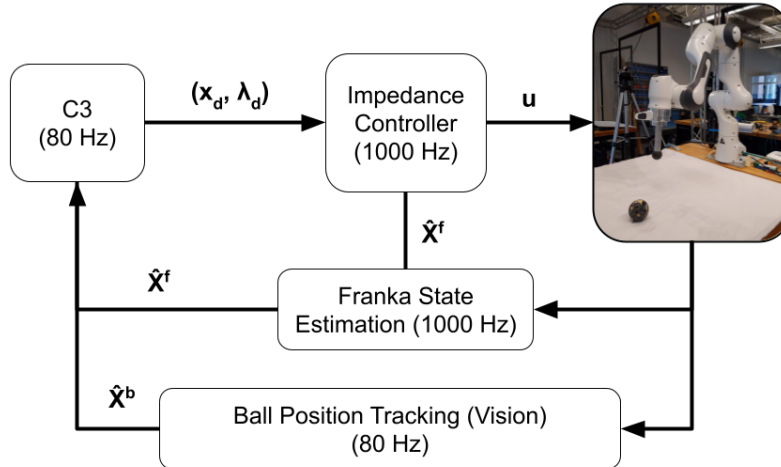 C3
(80 Hz)
(x_d, λ_d)
Impedance
Controller
(1000 Hz)
u
X̂ᶠ
X̂ᶠ
Franka State
Estimation (1000 Hz)
X̂ᵇ
Ball Position Tracking (Vision)
(80 Hz)